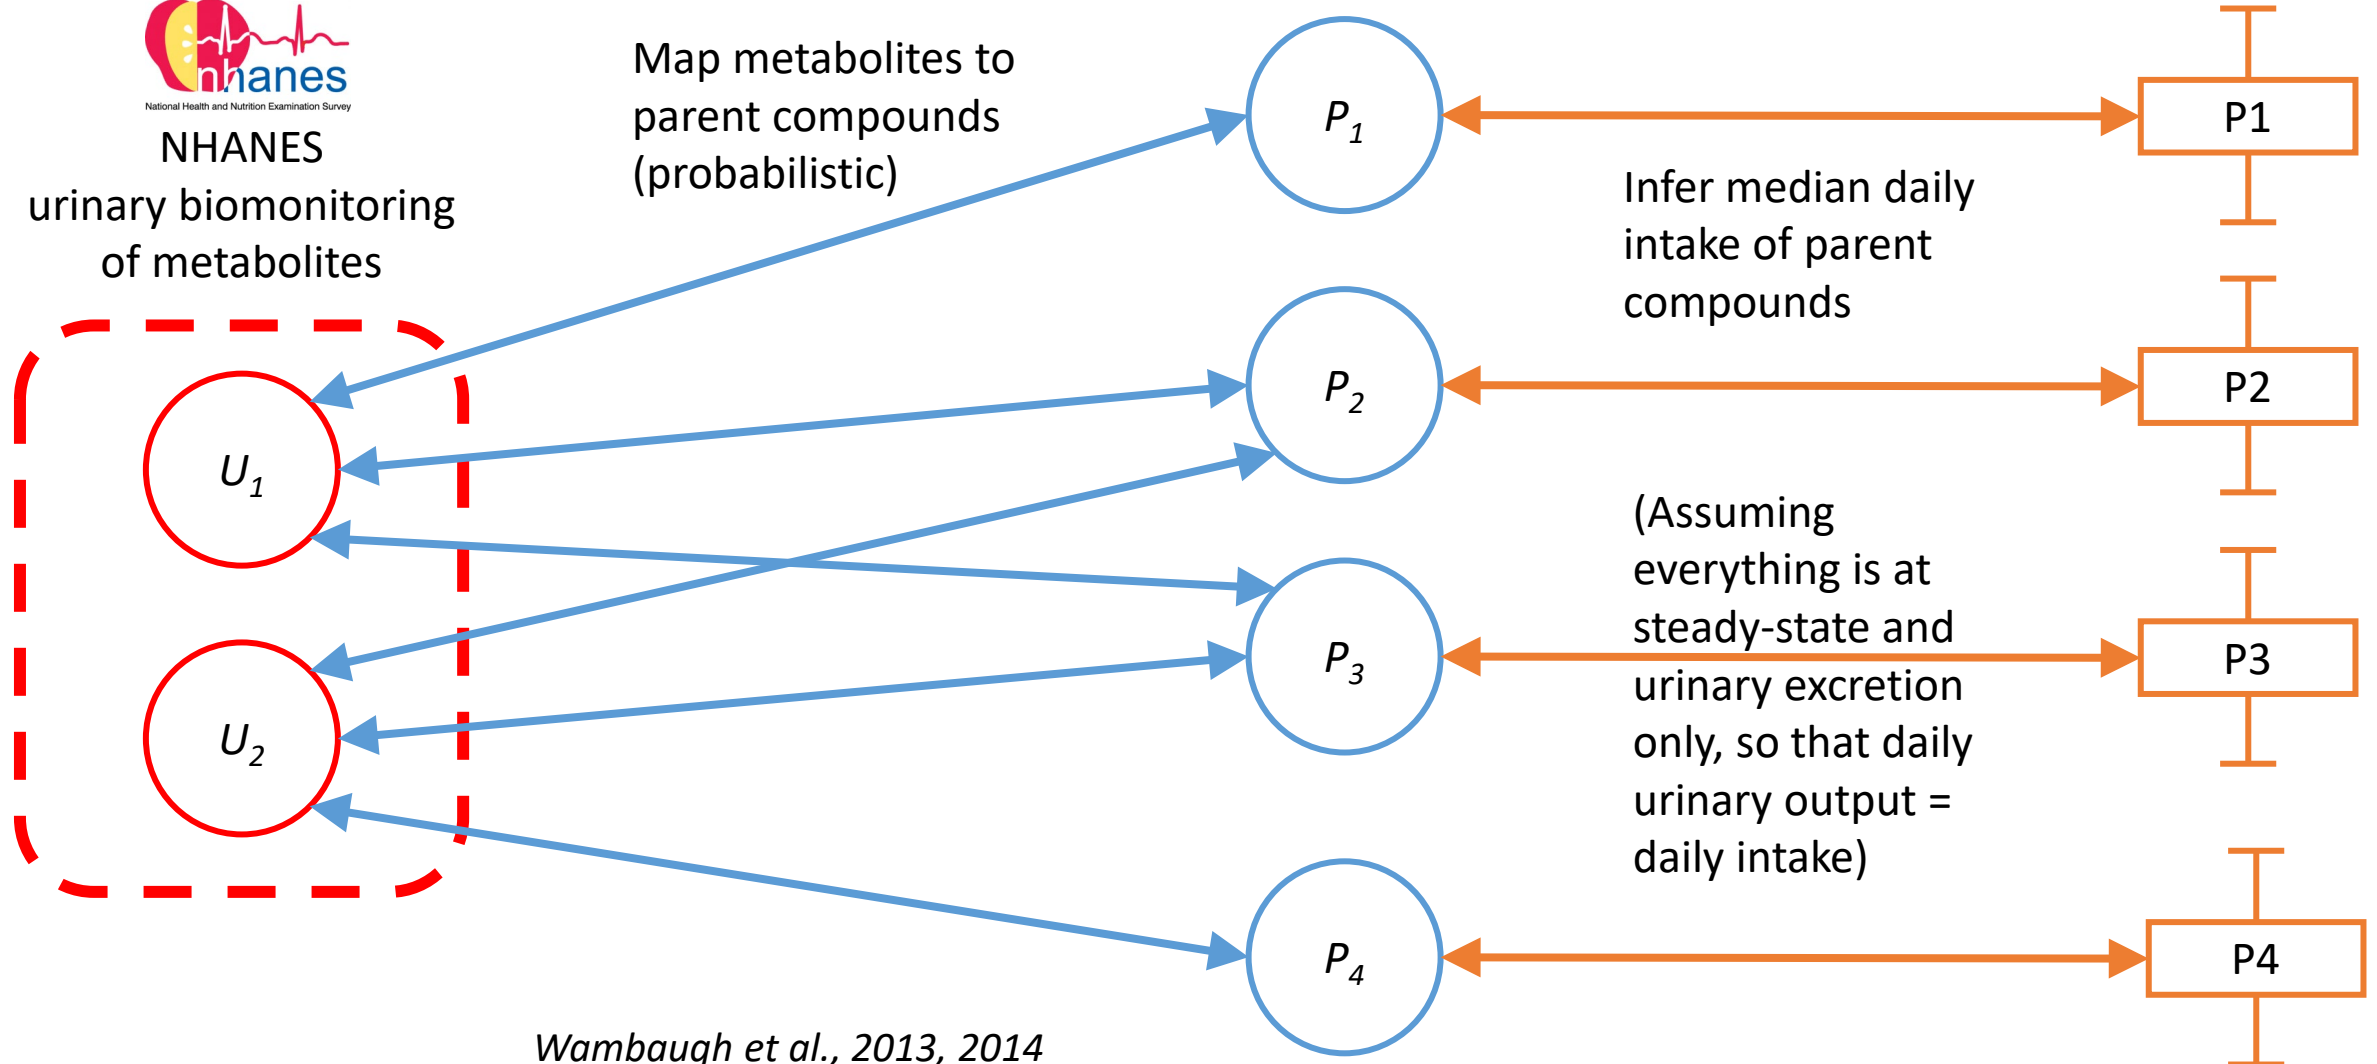 nhanes
National Health and Nutrition Examination Survey
NHANES
urinary biomonitoring
of metabolites
Map metabolites to
parent compounds
(probabilistic)
P1
P1
Infer median daily
intake of parent
compounds
P2
P2
U1
(Assuming
everything is at
steady-state and
urinary excretion
only, so that daily
urinary output =
daily intake)
P3
P3
U2
P4
P4
Wambaugh et al., 2013, 2014